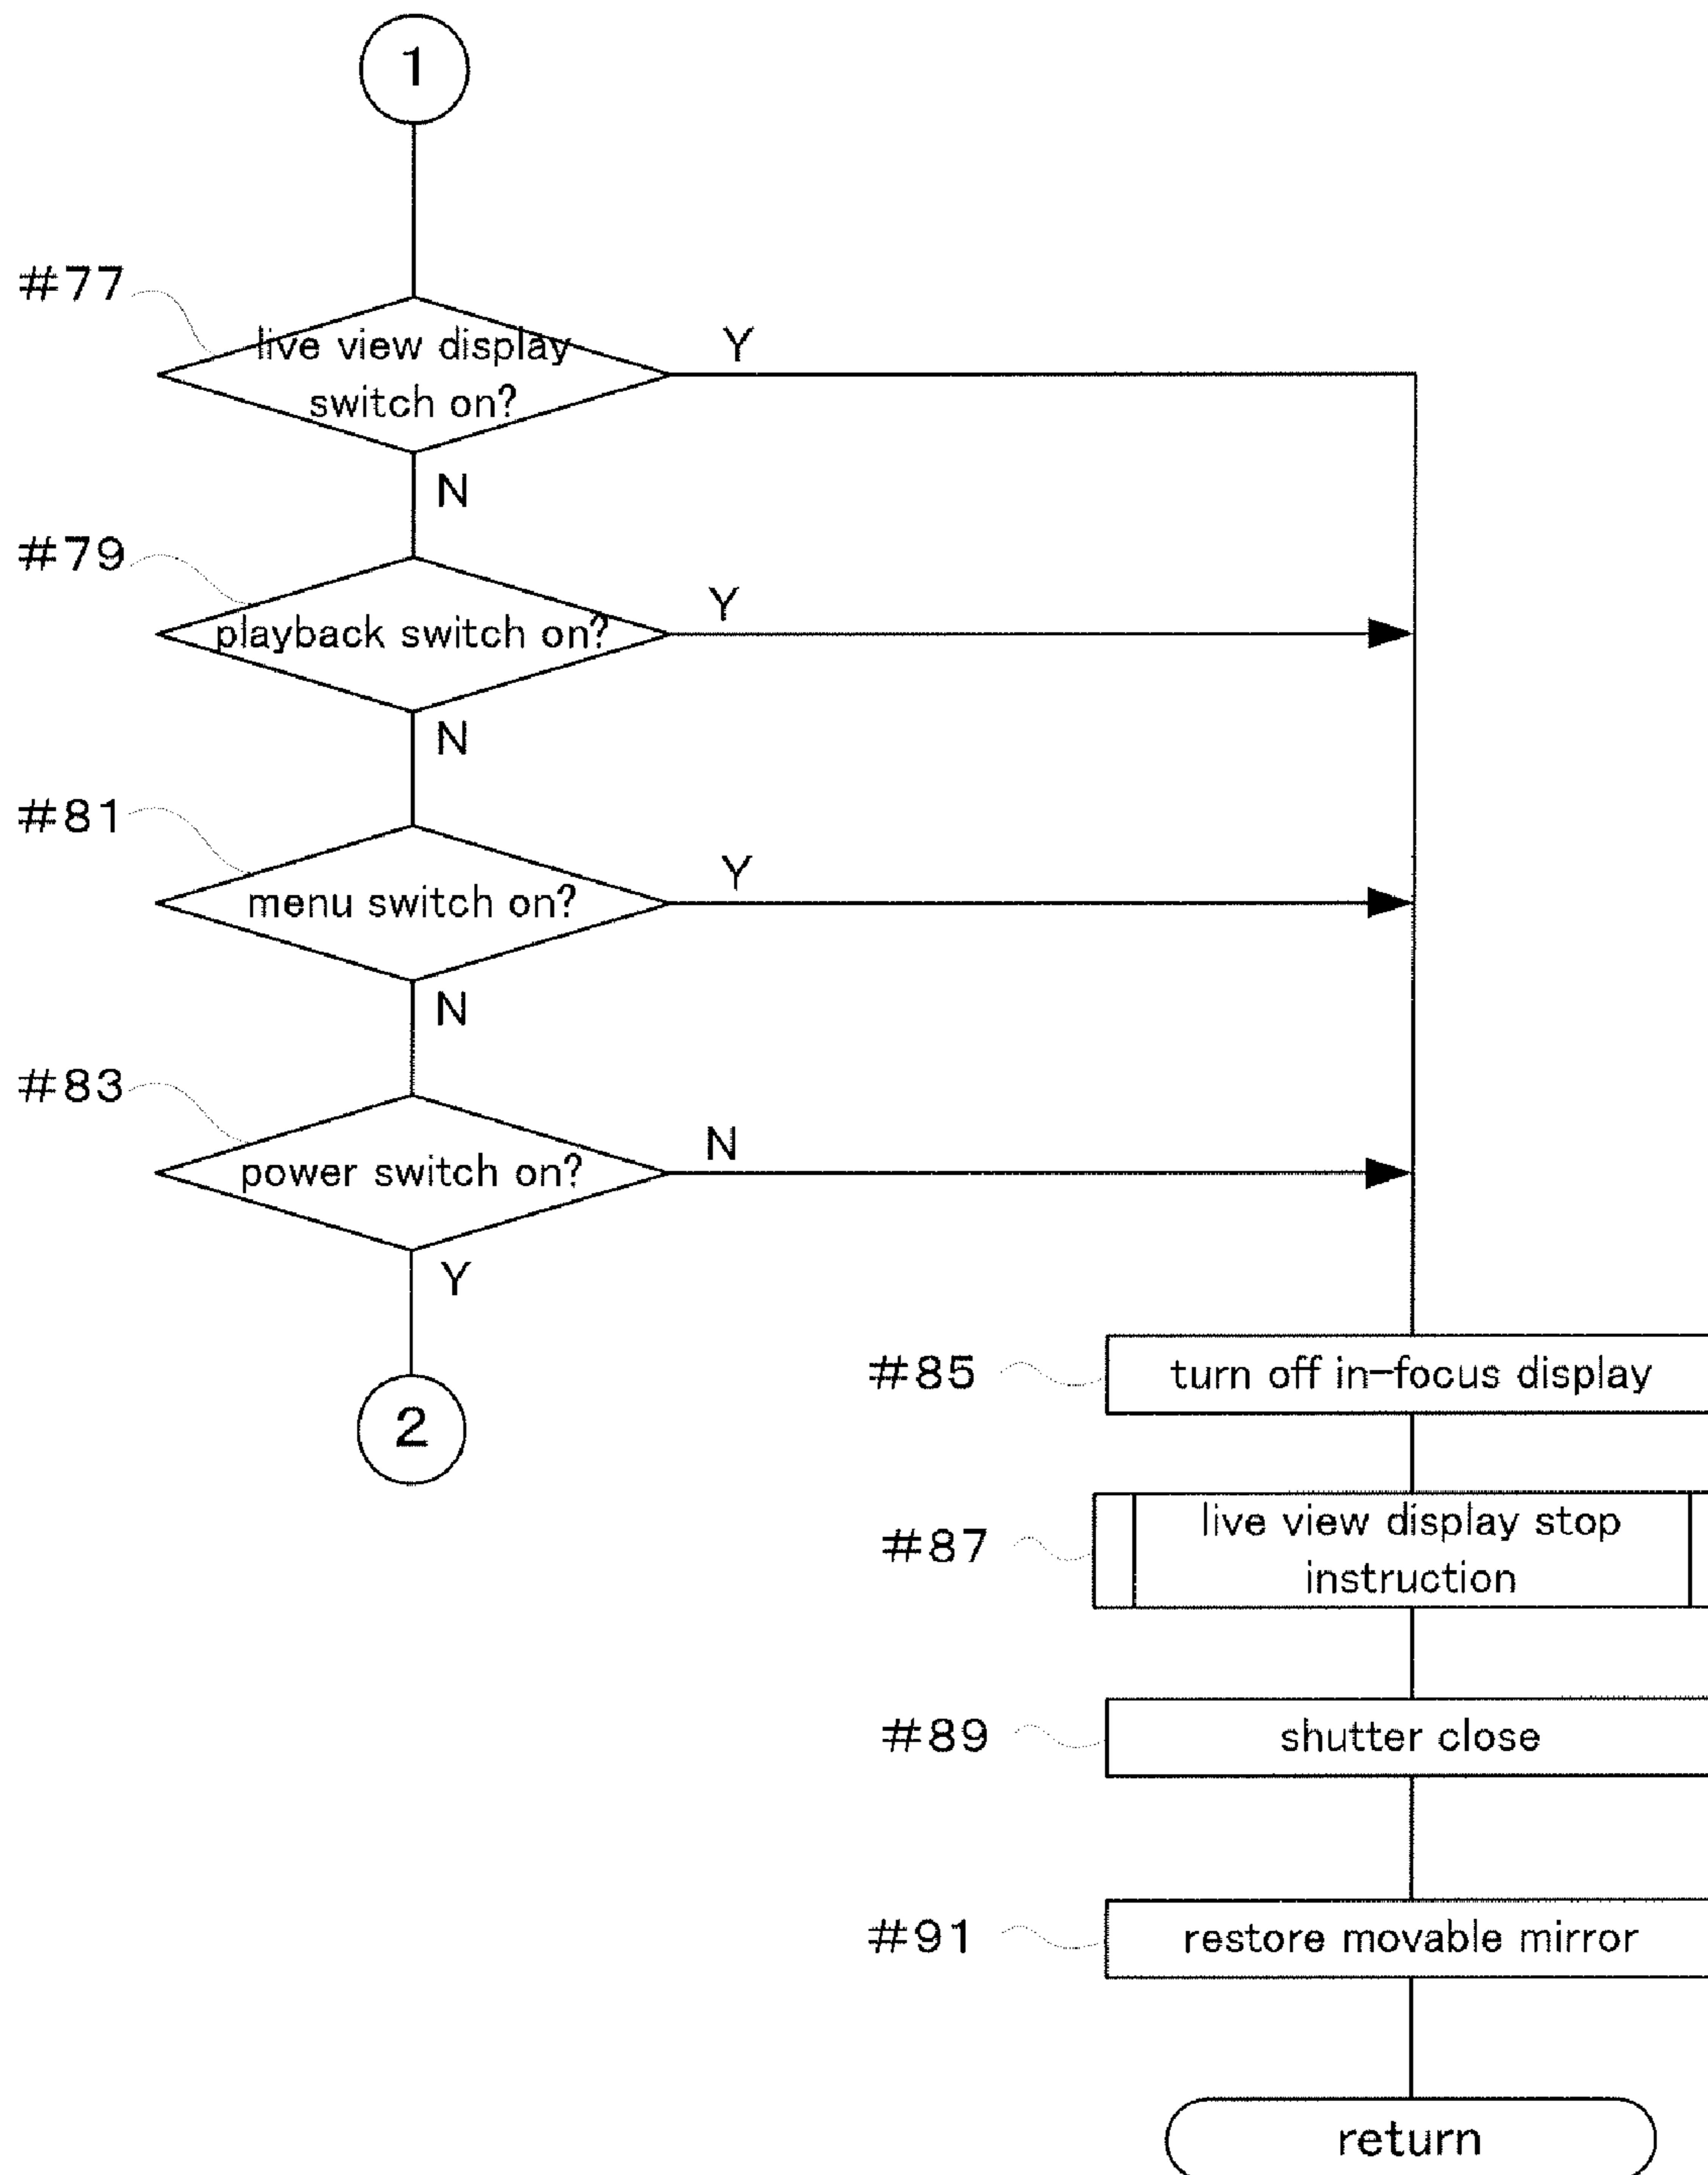 1
#77
live view display
switch on?
Y
N
#79
playback switch on?
Y
N
#81
menu switch on?
Y
N
#83
power switch on?
N
Y
2
#85
turn off in-focus display
#87
live view display stop
instruction
#89
shutter close
#91
restore movable mirror
return